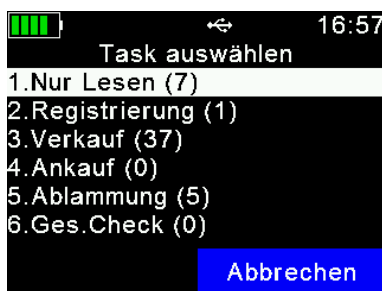 16:57
Task auswählen
1.Nur Lesen (7)
2.Registrierung (1)
3.Verkauf (37)
4.Ankauf (0)
5.Ablammung (5)
6.Ges.Check (0)
Abbrechen